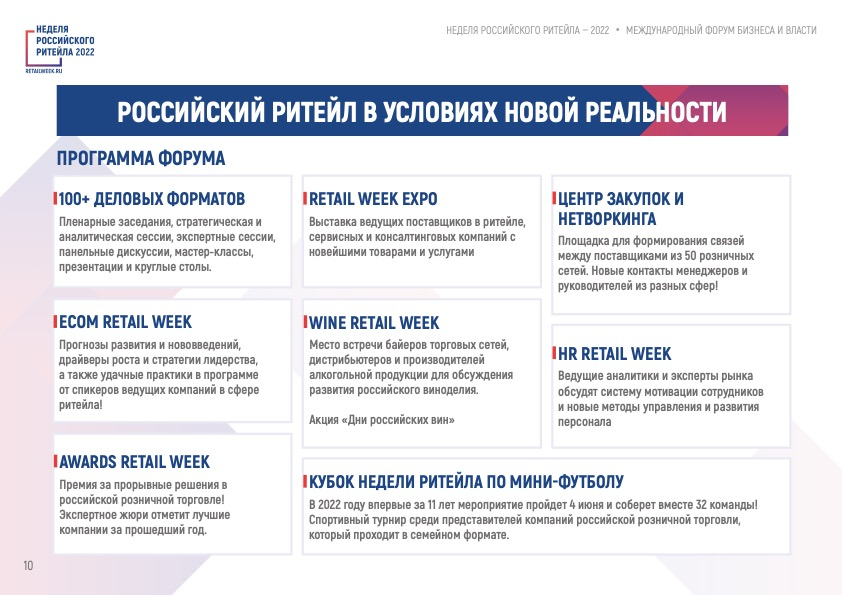 НЕДЕЛЯ
РОССИЙСКОГО
РИТЕЙЛА 2022
RETAILWEEK.RU
НЕДЕЛЯ РОССИЙСКОГО РИТЕЙЛА – 2022 • МЕЖДУНАРОДНЫЙ ФОРУМ БИЗНЕСА И ВЛАСТИ
РОССИЙСКИЙ РИТЕЙЛ В УСЛОВИЯХ НОВОЙ РЕАЛЬНОСТИ
ПРОГРАММА ФОРУМА
100+ ДЕЛОВЫХ ФОРМАТОВ
Пленарные заседания, стратегическая и
аналитическая сессии, экспертные сессии,
панельные дискуссии, мастер-классы,
презентации и круглые столы.
RETAIL WEEK EXPO
Выставка ведущих поставщиков в ритейле,
сервисных и консалтинговых компаний с
новейшими товарами и услугами
ЦЕНТР ЗАКУПОК И
НЕТВОРКИНГА
Площадка для формирования связей
между поставщиками из 50 розничных
сетей. Новые контакты менеджеров и
руководителей из разных сфер!
ECOM RETAIL WEEK
Прогнозы развития и нововведений,
драйверы роста и стратегии лидерства,
а также удачные практики в программе
от спикеров ведущих компаний в сфере
ритейла!
WINE RETAIL WEEK
Место встречи байеров торговых сетей,
дистрибьютеров и производителей
алкогольной продукции для обсуждения
развития российского виноделия.
Акция «Дни российских вин»
HR RETAIL WEEK
Ведущие аналитики и эксперты рынка
обсудят систему мотивации сотрудников
и новые методы управления и развития
персонала
AWARDS RETAIL WEEK
Премия за прорывные решения в
российской розничной торговле!
Экспертное жюри отметит лучшие
компании за прошедший год.
КУБОК НЕДЕЛИ РИТЕЙЛА ПО МИНИ-ФУТБОЛУ
В 2022 году впервые за 11 лет мероприятие пройдет 4 июня и соберет вместе 32 команды!
Спортивный турнир среди представителей компаний российской розничной торговли,
который проходит в семейном формате.
10